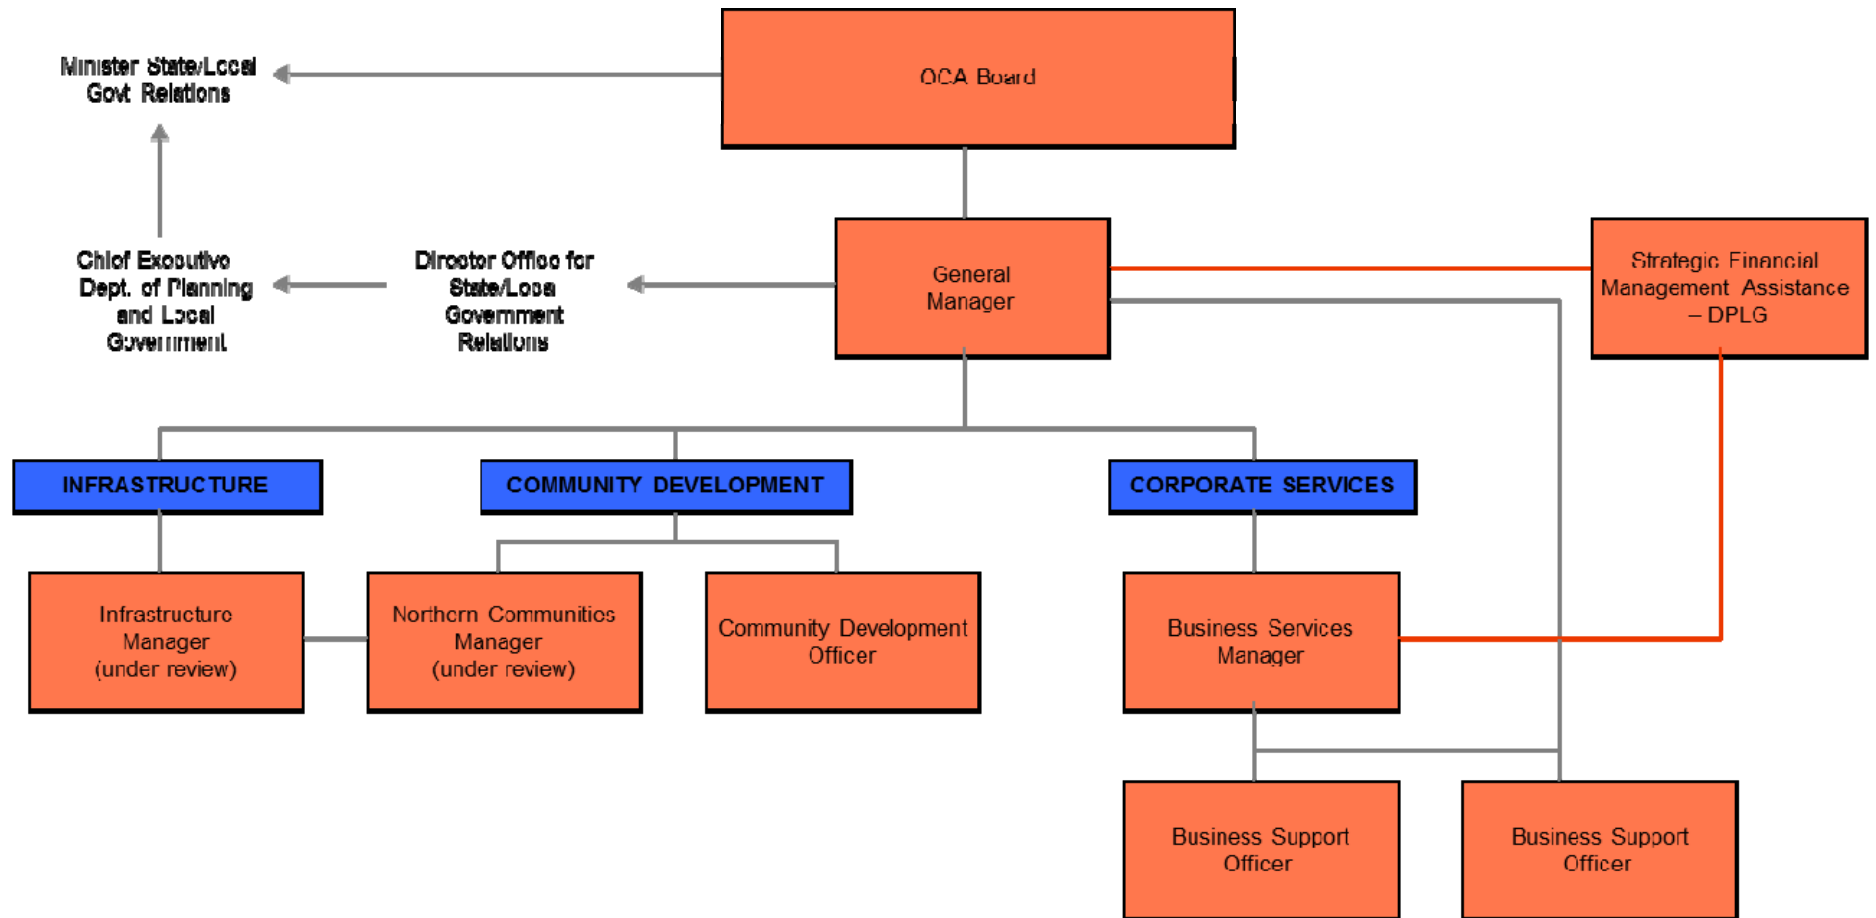 Minister State/Local
Govt Relations
OCA Board
Chief Executive
Dept. of Planning
and Local
Government
Director Office for
State/Local
Government
Relations
General
Manager
Strategic Financial
Management Assistance
– DPLG
INFRASTRUCTURE
COMMUNITY DEVELOPMENT
CORPORATE SERVICES
Infrastructure
Manager
(under review)
Northern Communities
Manager
(under review)
Community Development
Officer
Business Services
Manager
Business Support
Officer
Business Support
Officer